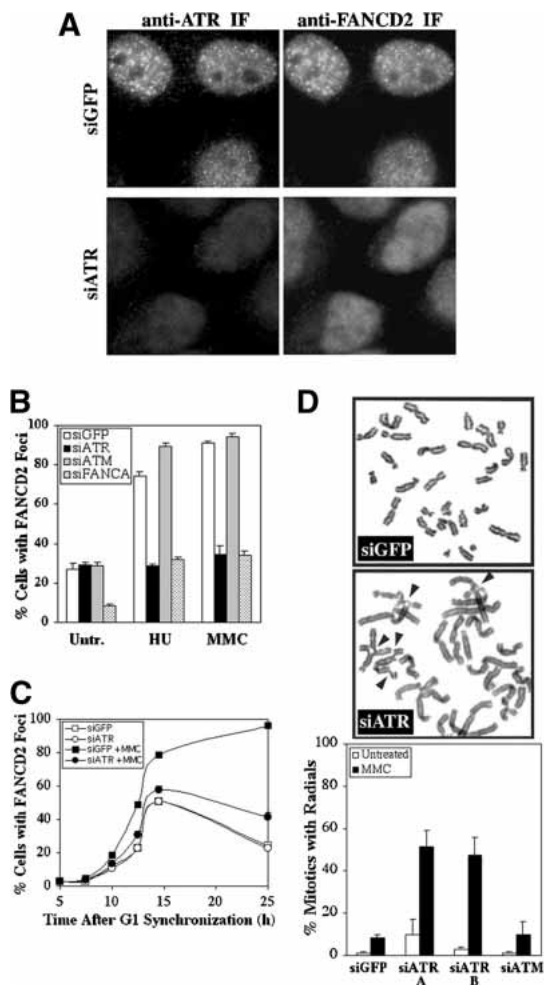 A
anti-ATR IF
anti-FANCD2 IF
siGFP
siATR
B
% Cells with FANCD2 Foci
100
80
60
40
20
0
siGFP
siATR
siATM
siFANCA
Untr.
HU
MMC
C
% Cells with FANCD2 Foci
100
80
60
40
20
0
siGFP
siATR
siGFP +MMC
siATR +MMC
5
5
10
15
20
25
Time After G1 Synchronization (h)
D
siGFP
siATR
% Mitotics with Radials
100
80
60
40
20
0
Untreated
MMC
siGFP
siATR A
siATR B
siATM